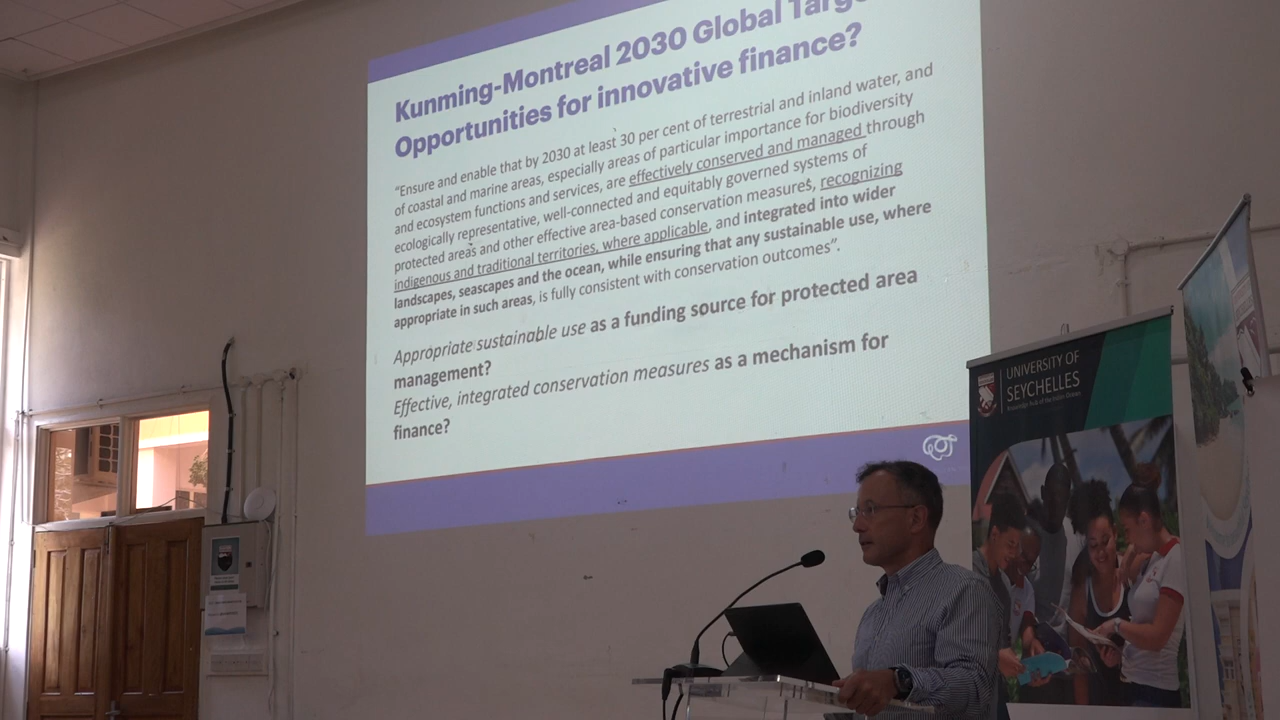 Kunming-Montreal 2030 Global Targe
Opportunities for innovative finance?
“Ensure and enable that by 2030 at least 30 per cent of terrestrial and inland water, and
of coastal and marine areas, especially areas of particular importance for biodiversity
and ecosystem functions and services, are effectively conserved and managed through
ecologically representative, well-connected and equitably governed systems of
protected areas and other effective area-based conservation measures, recognizing
indigenous and traditional territories, where applicable, and integrated into wider
landscapes, seascapes and the ocean, while ensuring that any sustainable use, where
appropriate in such areas, is fully consistent with conservation outcomes”.
Appropriate sustainable use as a funding source for protected area
management?
Effective, integrated conservation measures as a mechanism for
finance?
UNIVERSITY OF
SEYCHELLES